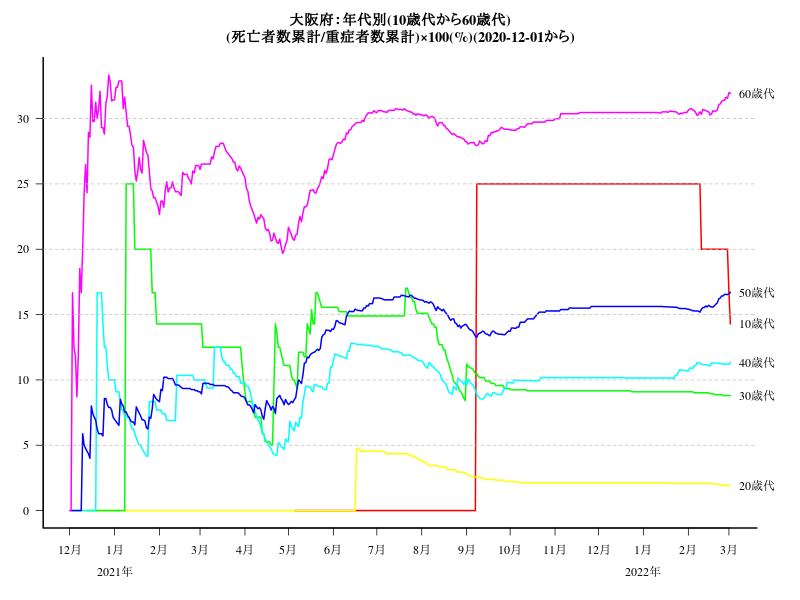 大阪府：年代別(10歳代から60歳代)
(死亡者数累計/重症者数累計)×100(%)(2020-12-01から)
60歳代
30
25
20
50歳代
15
10歳代
40歳代
10
30歳代
5
20歳代
0
12月 1月 2月 3月 4月 5月 6月 7月 8月 9月 10月 11月 12月 1月 2月 3月
2021年 2022年